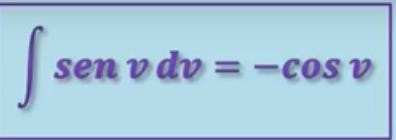 ∫ sen v dv = −cos v